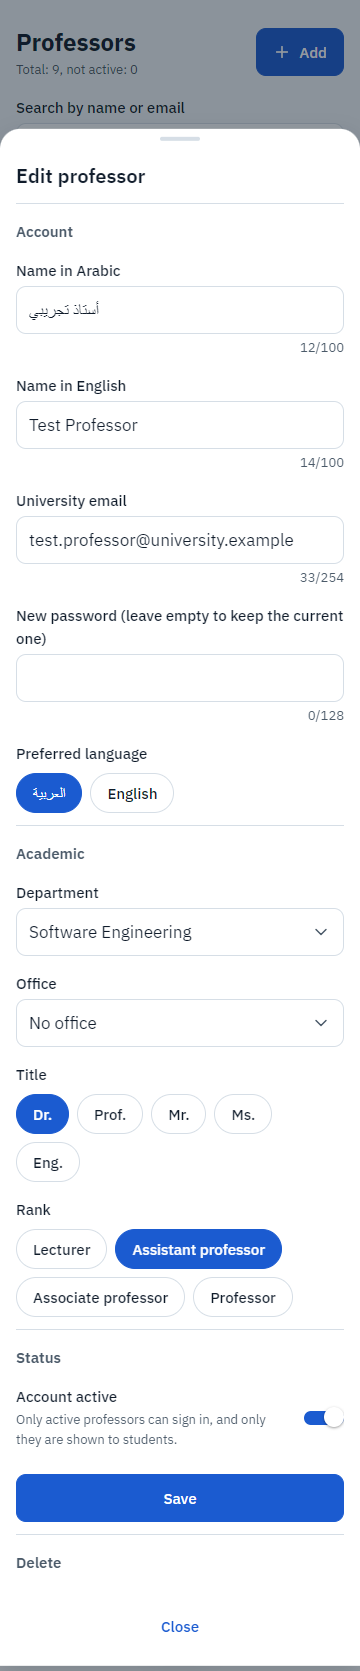 Professors
Total: 9, not active: 0
Add
Search by name or email
Edit professor
Account
Name in Arabic
أستاذ تجريبي
12/100
Name in English
Test Professor
14/100
University email
test.professor@university.example
33/254
New password (leave empty to keep the current
one)
0/128
Preferred language
العربية English
Academic
Department
Software Engineering
Office
No office
Title
Dr. Prof. Mr. Ms.
Eng.
Rank
Lecturer Assistant professor
Associate professor Professor
Status
Account active
Only active professors can sign in, and only
they are shown to students.
Save
Delete
Close